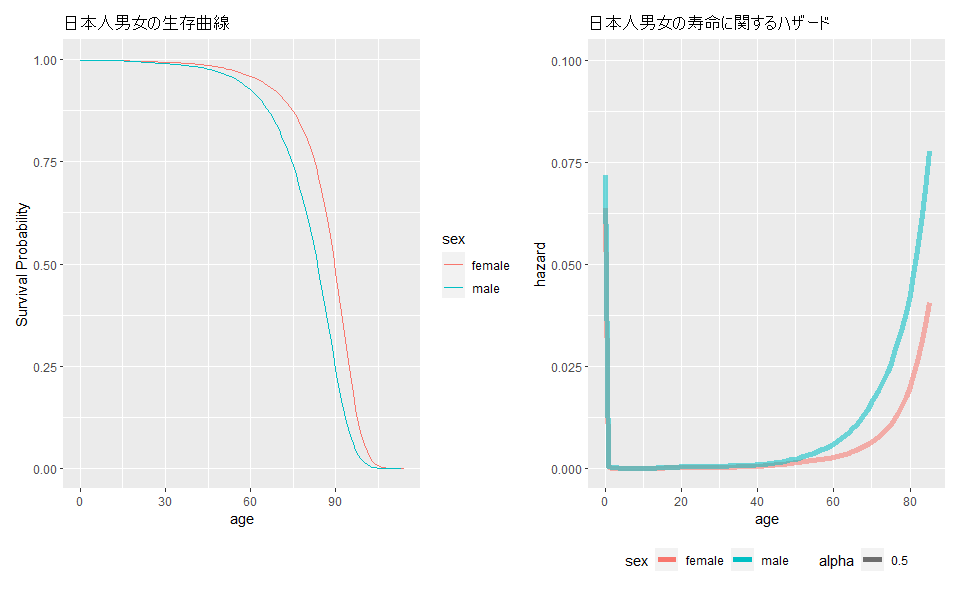 日本人男女の生存曲線
1.00
0.75
0.50
0.25
0.00
Survival Probability
0
30
60
90
age
sex
female
male
日本人男女の寿命に関するハザード
0.100
0.075
0.050
0.025
0.000
hazard
0
20
40
60
80
age
sex female male alpha 0.5